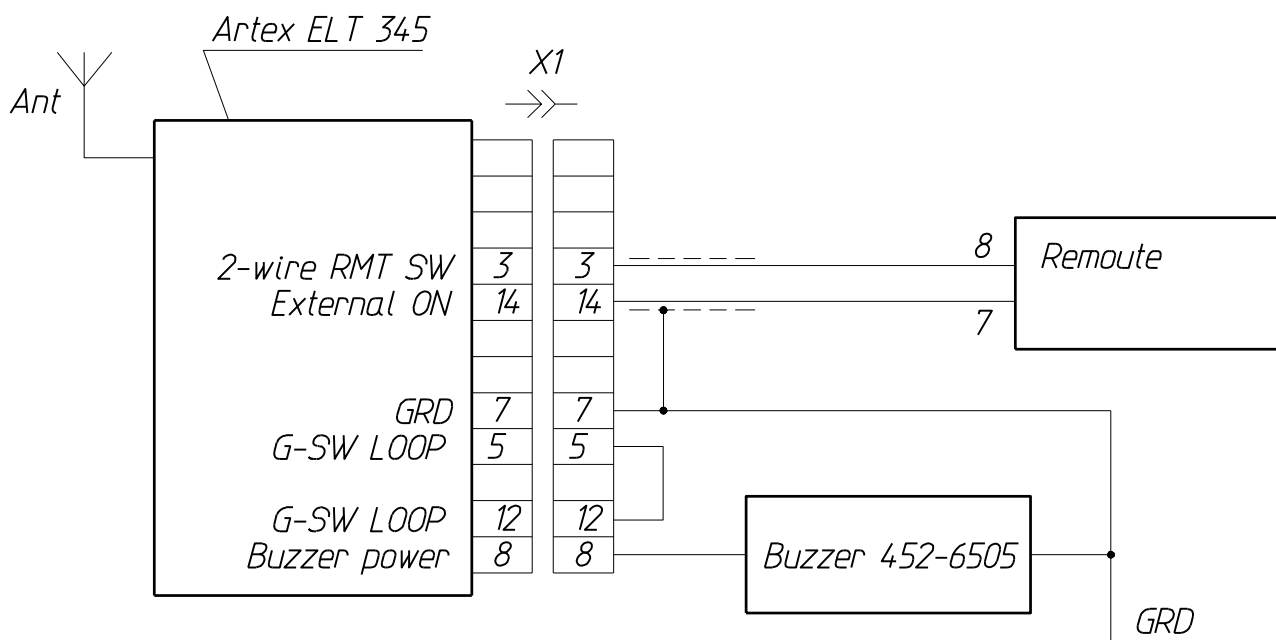 Artex ELT 345
X1
Ant
2-wire RMT SW 3 3 8 Remoute
External ON 14 14 7
GRD 7 7
G-SW LOOP 5 5
G-SW LOOP 12 12
Buzzer power 8 8 Buzzer 452-6505
GRD